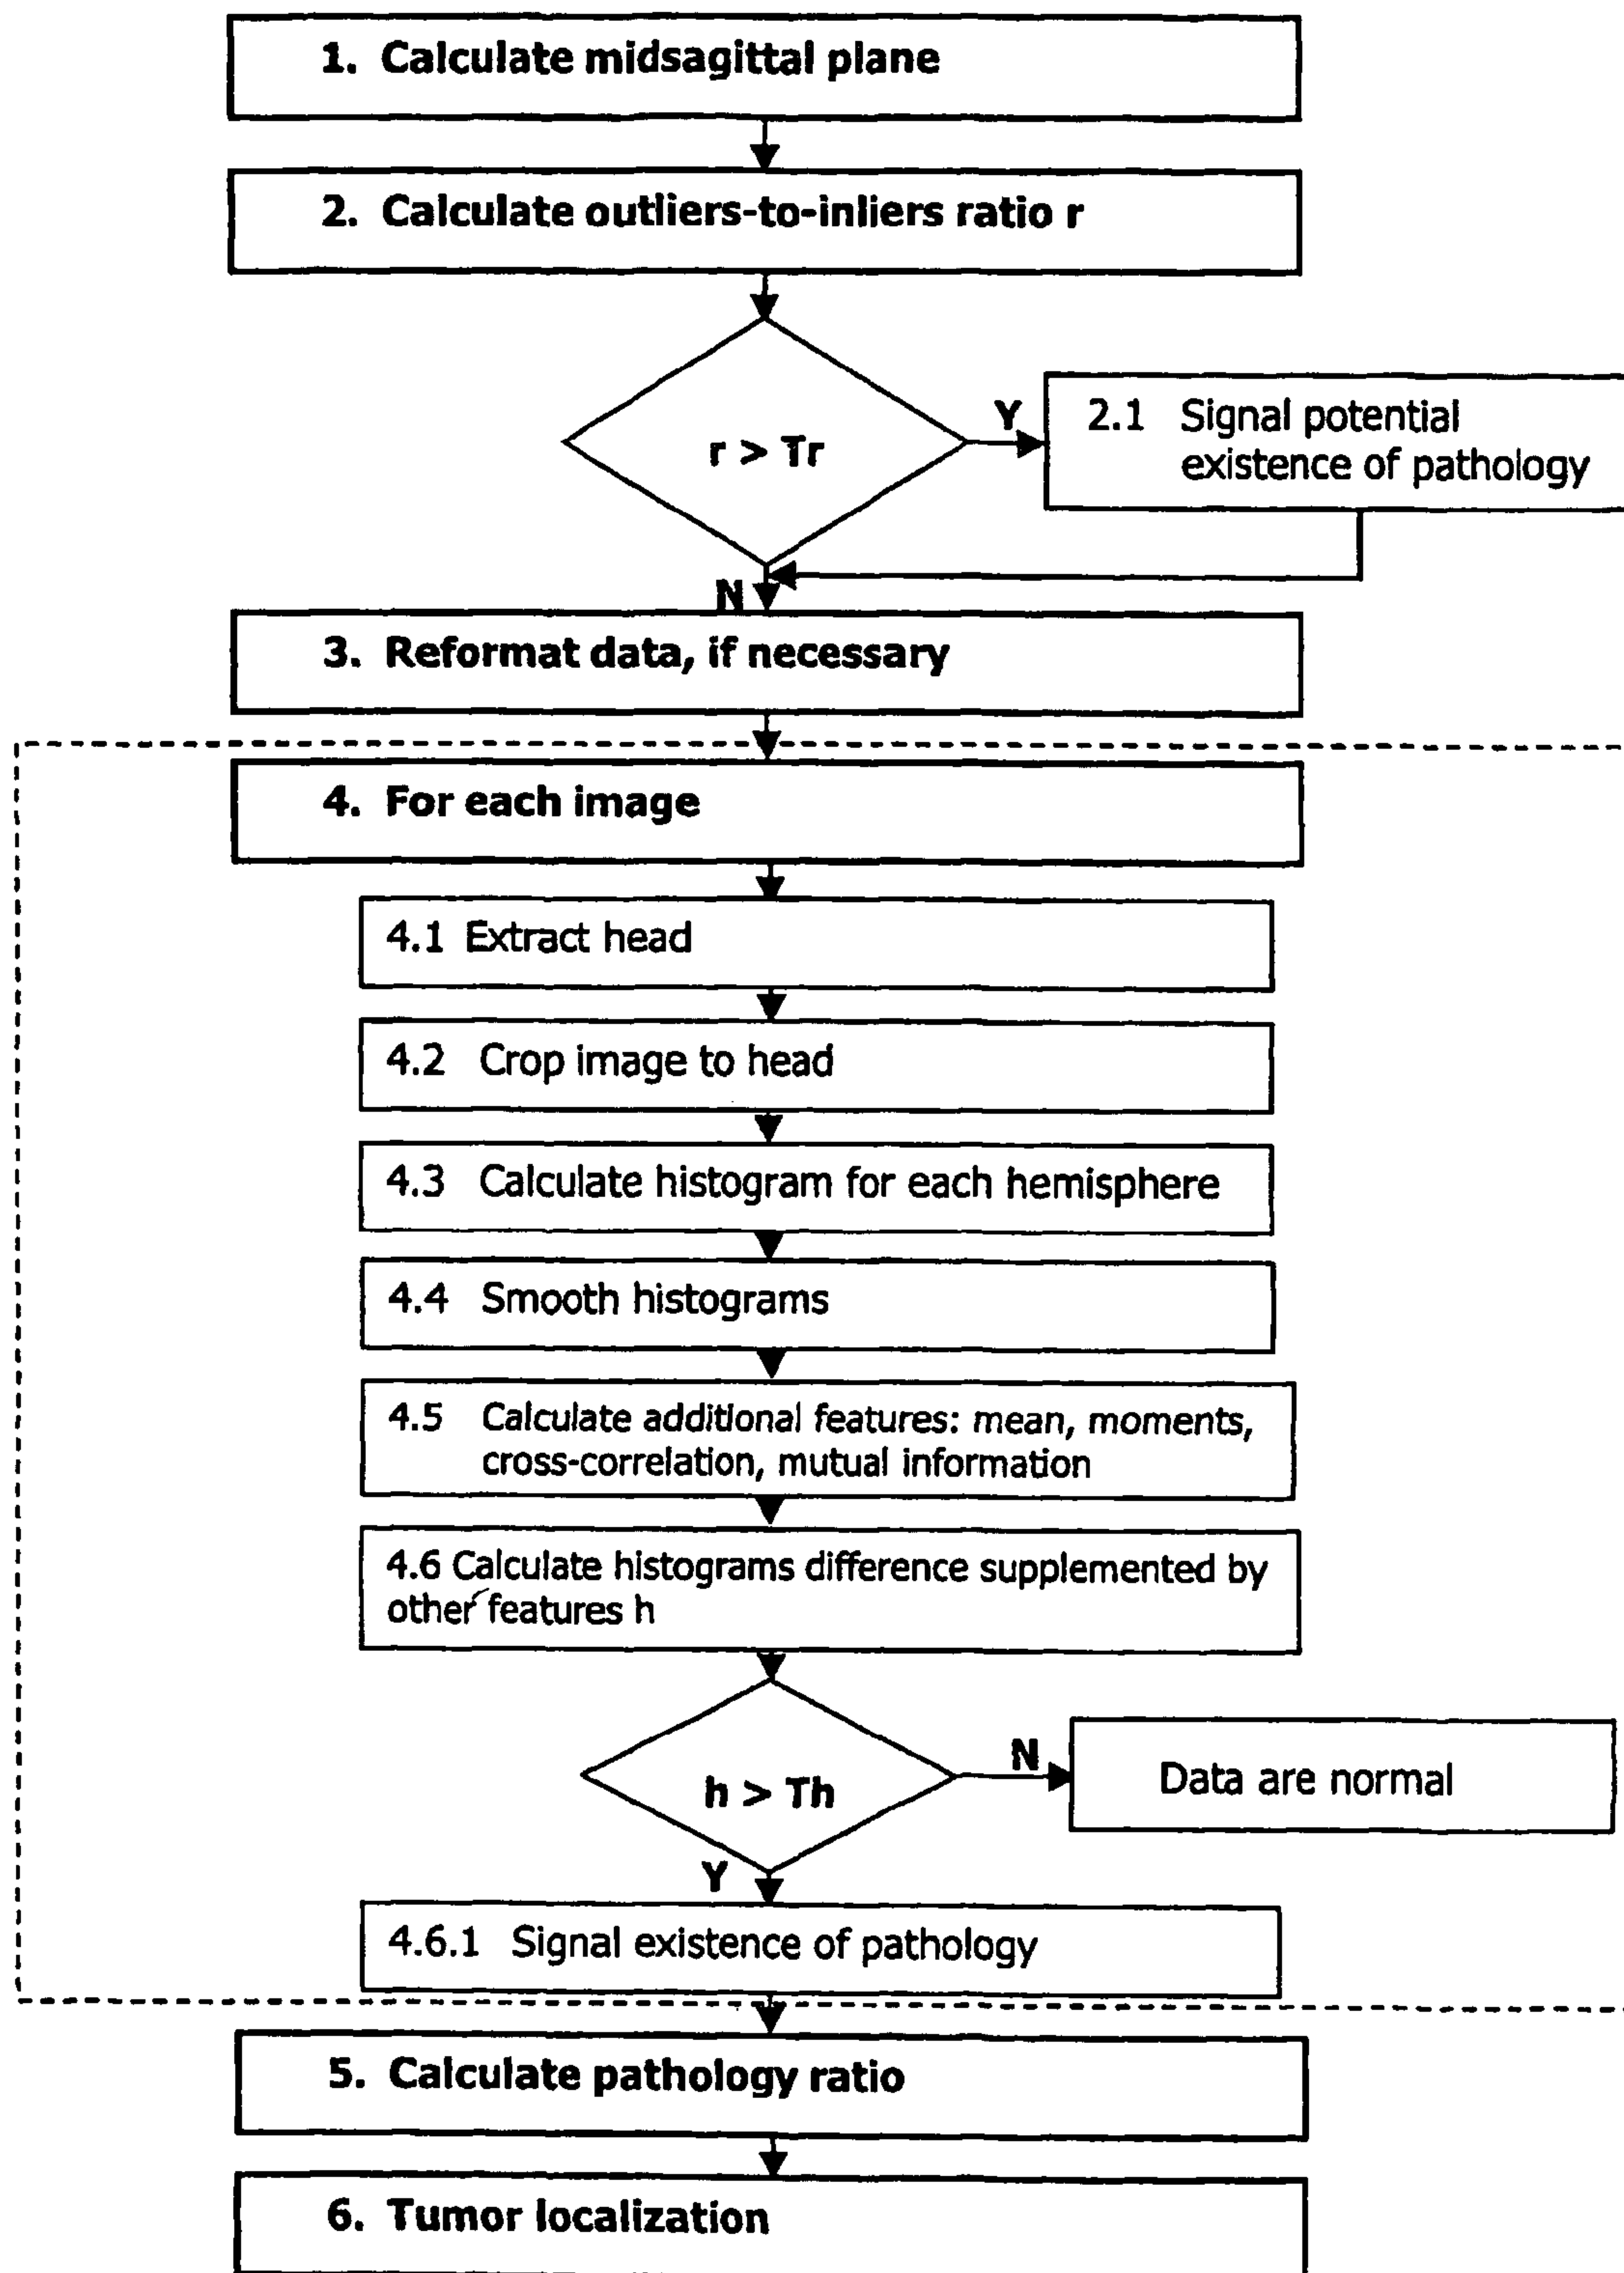 1. Calculate midsagittal plane
2. Calculate outliers-to-inliers ratio r
r > Tr
Y
2.1 Signal potential
existence of pathology
N
3. Reformat data, if necessary
4. For each image
4.1 Extract head
4.2 Crop image to head
4.3 Calculate histogram for each hemisphere
4.4 Smooth histograms
4.5 Calculate additional features: mean, moments,
cross-correlation, mutual information
4.6 Calculate histograms difference supplemented by
other features h
h > Th
N
Data are normal
Y
4.6.1 Signal existence of pathology
5. Calculate pathology ratio
6. Tumor localization